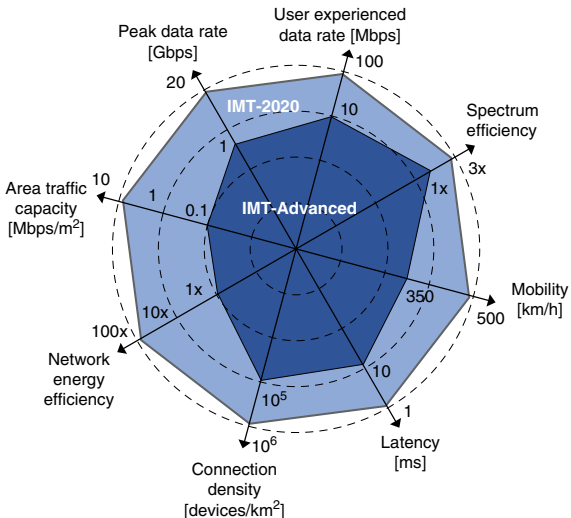 User experienced
data rate [Mbps]
Peak data rate
[Gbps]
100
20
IMT-2020
10
Spectrum
efficiency
1
3x
1x
10
Area traffic
capacity
[Mbps/m²]
1
0.1
IMT-Advanced
1x
350
Mobility
[km/h]
500
10x
100x
Network
energy
efficiency
10
10⁵
1
10⁶
Latency
[ms]
Connection
density
[devices/km²]